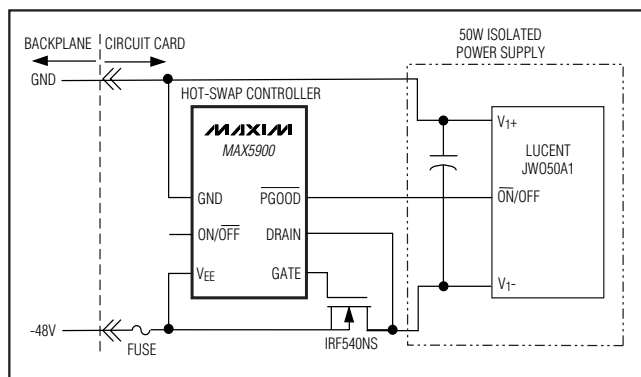 BACKPLANE
CIRCUIT CARD
50W ISOLATED
POWER SUPPLY
GND
HOT-SWAP CONTROLLER
MAXIM
MAX5900
V1+
LUCENT
JWO50A1
GND
PGOOD
ON/OFF
ON/OFF
DRAIN
VEE
GATE
V1-
-48V
FUSE
IRF540NS